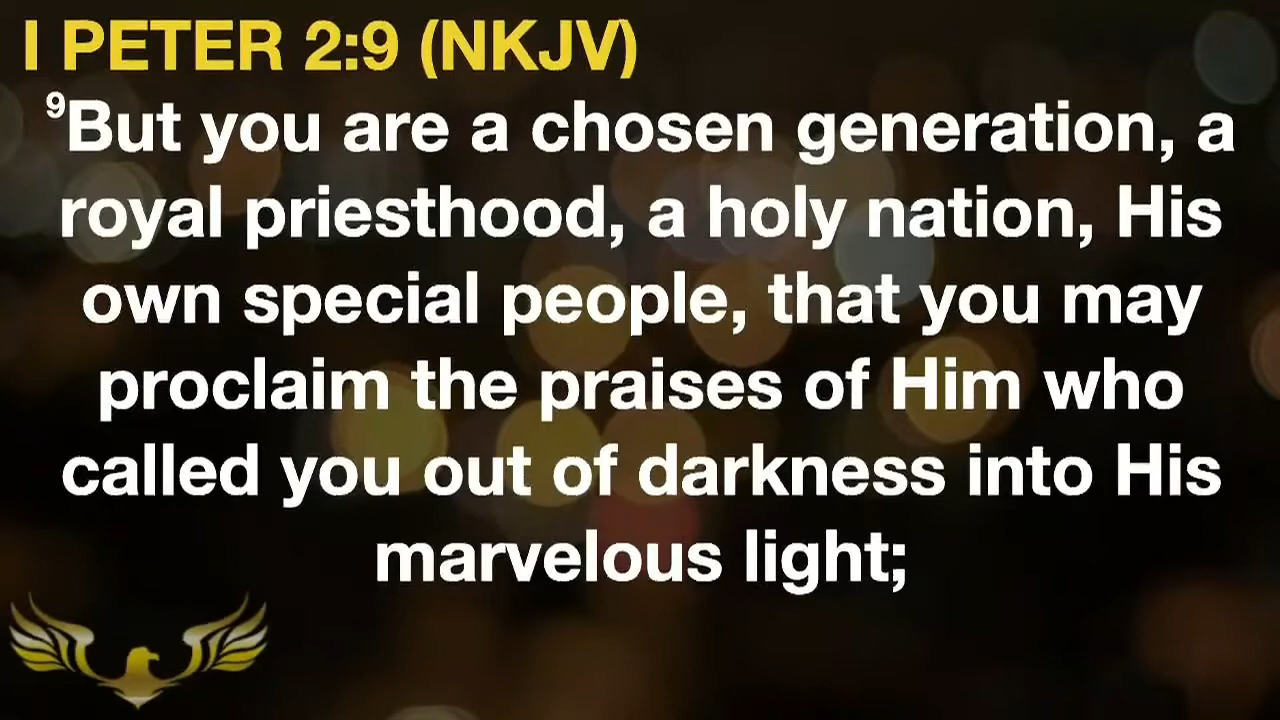 I PETER 2:9 (NKJV)
⁹But you are a chosen generation, a
royal priesthood, a holy nation, His
own special people, that you may
proclaim the praises of Him who
called you out of darkness into His
marvelous light;